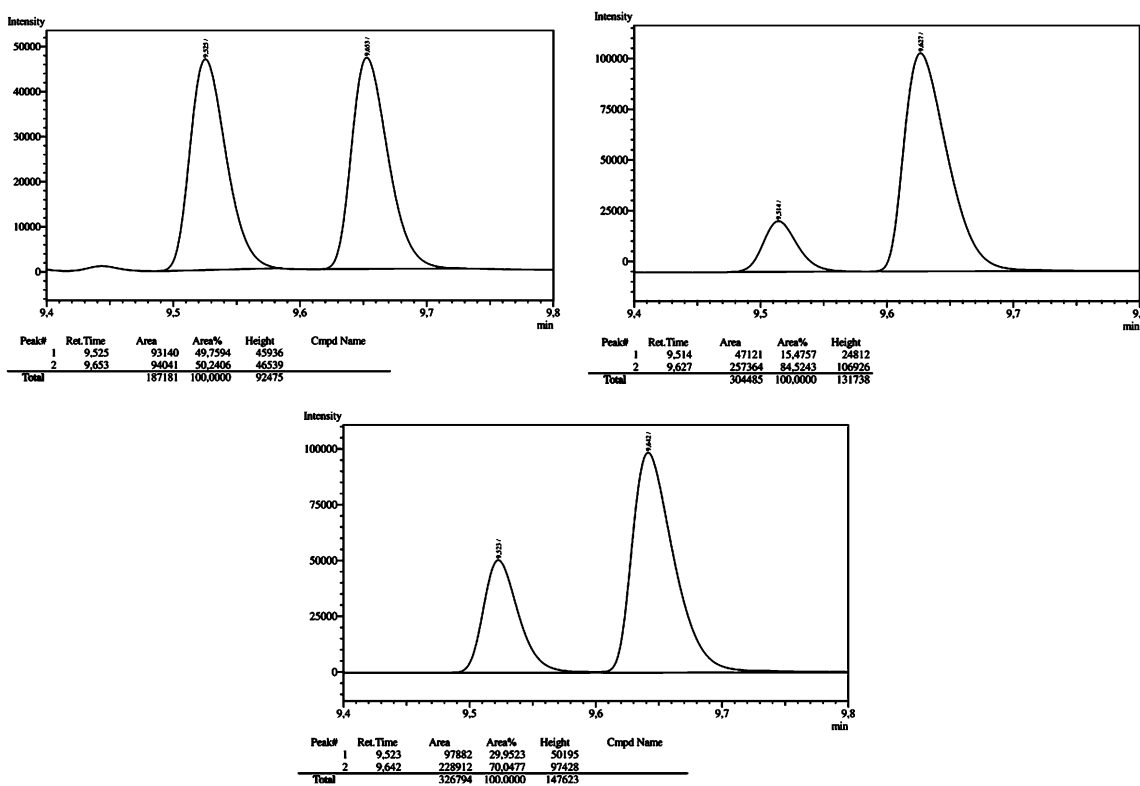 Intensity
50000
40000
30000
20000
10000
0
9,525 /
9,653 /
9,4 9,5 9,6 9,7 9,8
min
Peak# Ret.Time Area Area% Height Cmpd Name
1 9,525 93140 49,7594 45936
2 9,653 94041 50,2406 46539
Total 187181 100,0000 92475
Intensity
100000
75000
50000
25000
0
9,514 /
9,627 /
9,4 9,5 9,6 9,7
min
Peak# Ret.Time Area Area% Height
1 9,514 47121 15,4757 24812
2 9,627 257364 84,5243 106926
Total 304485 100,0000 131738
Intensity
100000
75000
50000
25000
0
9,523 /
9,642 /
9,4 9,5 9,6 9,7 9,8
min
Peak# Ret.Time Area Area% Height Cmpd Name
1 9,523 97882 29,9523 50195
2 9,642 228912 70,0477 97428
Total 326794 100,0000 147623